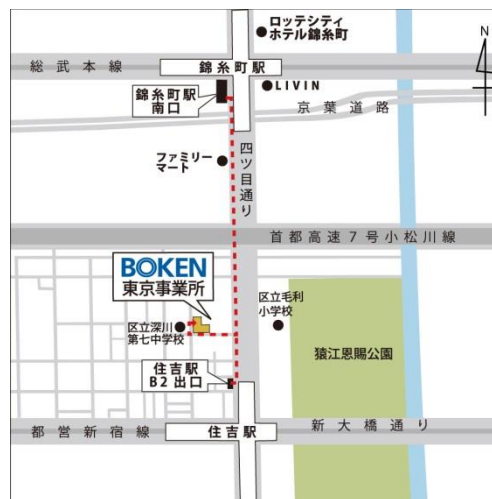 ロッテシティ
ホテル錦糸町
N
総武本線
錦糸町駅
LIVIN
錦糸町駅
南口
京葉道路
ファミリー
マート
四ツ目通り
首都高速7号小松川線
BOKEN
東京事業所
区立毛利
小学校
区立深川
第七中学校
猿江恩賜公園
住吉駅
B2出口
都営新宿線
住吉駅
新大橋通り